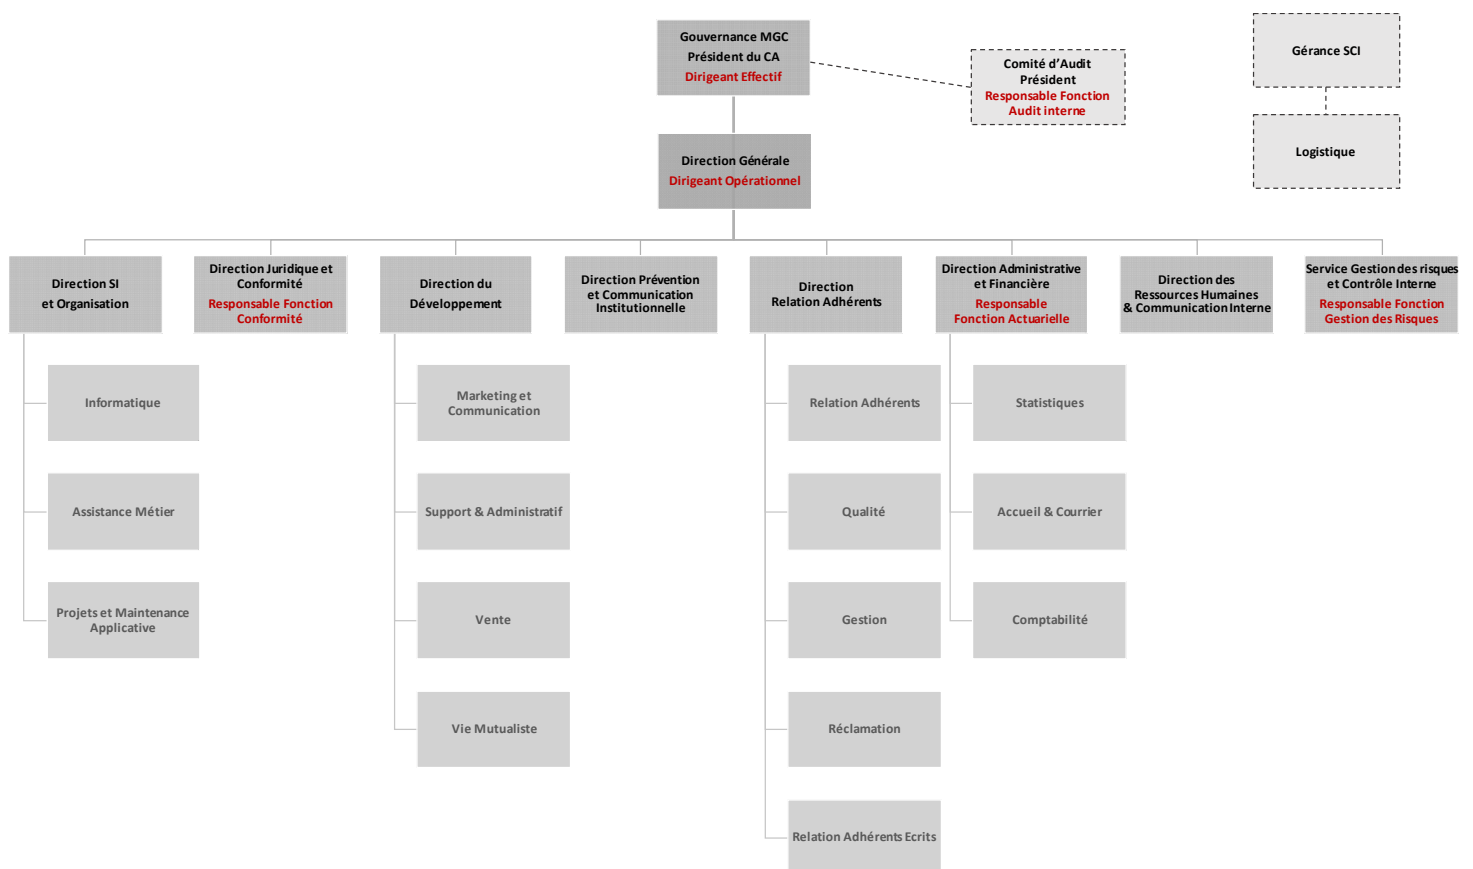 Gouvernance MGC
Président du CA
Dirigeant Effectif
Comité d'Audit
Président
Responsable Fonction
Audit interne
Gérance SCI
Logistique
Direction Générale
Dirigeant Opérationnel
Direction SI
et Organisation
Direction Juridique et
Conformité
Responsable Fonction
Conformité
Direction du
Développement
Direction Prévention
et Communication
Institutionnelle
Direction
Relation Adhérents
Direction Administrative
et Financière
Responsable
Fonction Actuarielle
Direction des
Ressources Humaines
& Communication Interne
Service Gestion des risques
et Contrôle Interne
Responsable Fonction
Gestion des Risques
Informatique
Assistance Métier
Projets et Maintenance
Applicative
Marketing et
Communication
Support & Administratif
Vente
Vie Mutualiste
Relation Adhérents
Qualité
Gestion
Réclamation
Relation Adhérents Ecrits
Statistiques
Accueil & Courrier
Comptabilité